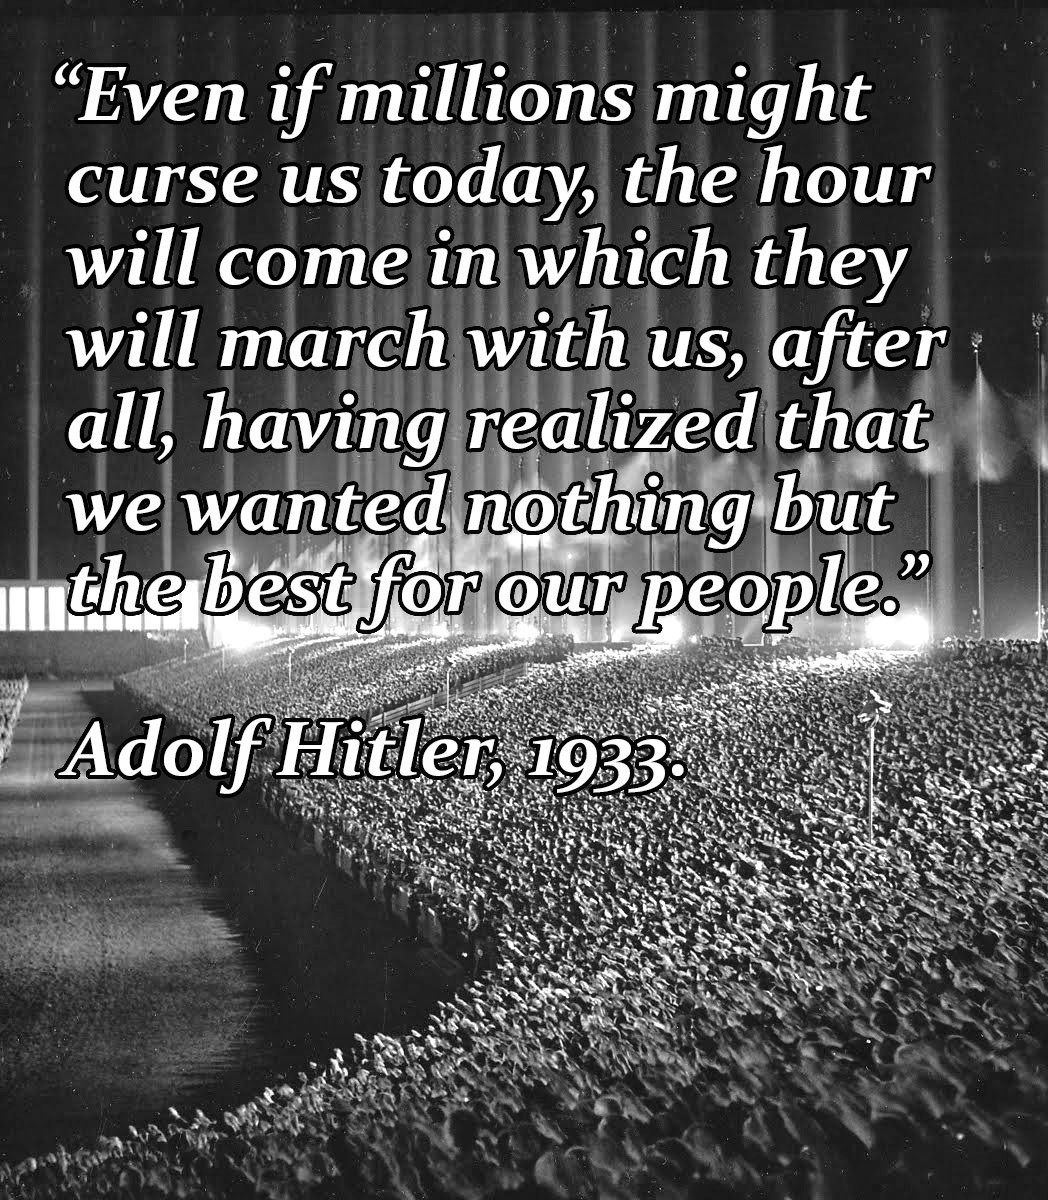 “Even if millions might
curse us today, the hour
will come in which they
will march with us, after
all, having realized that
we wanted nothing but
the best for our people.”
Adolf Hitler, 1933.